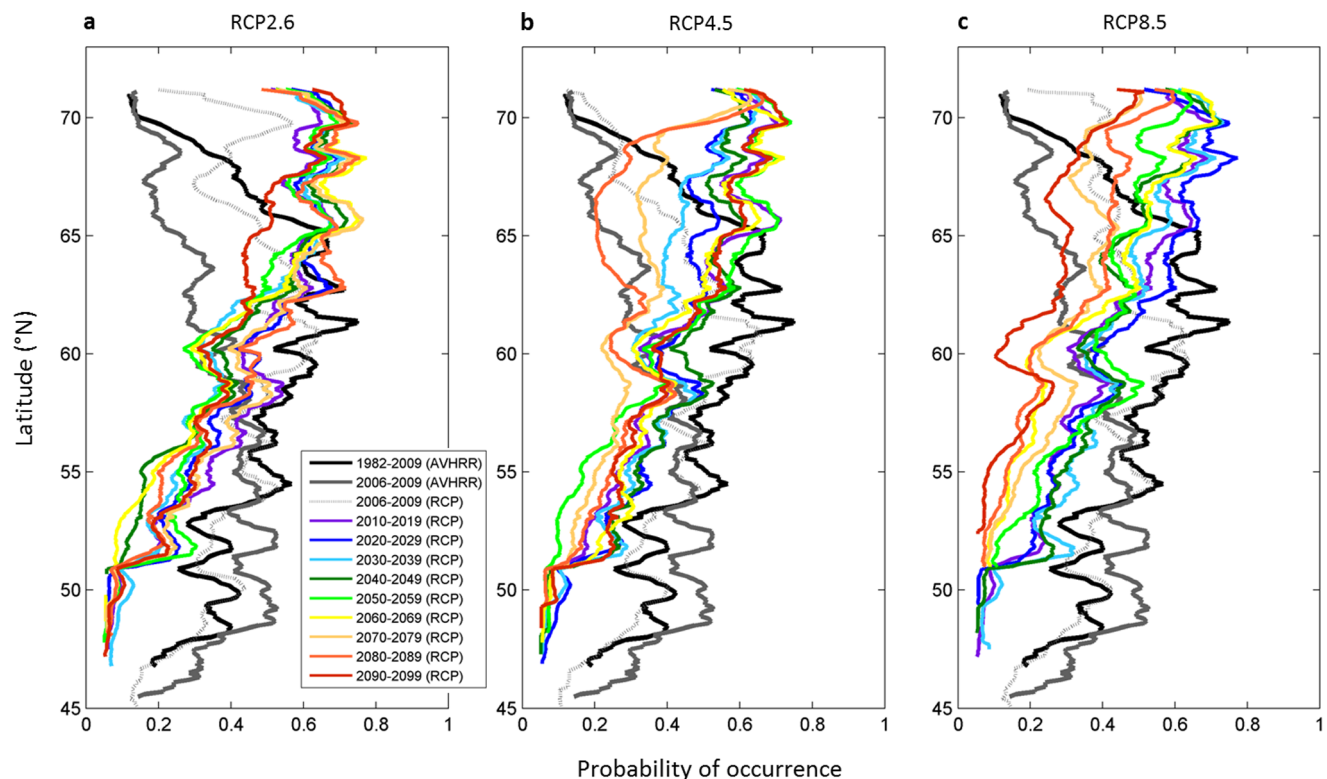 a RCP2.6
b RCP4.5
c RCP8.5
Latitude (°N)
70
65
60
55
50
45
1982-2009 (AVHRR)
2006-2009 (AVHRR)
2006-2009 (RCP)
2010-2019 (RCP)
2020-2029 (RCP)
2030-2039 (RCP)
2040-2049 (RCP)
2050-2059 (RCP)
2060-2069 (RCP)
2070-2079 (RCP)
2080-2089 (RCP)
2090-2099 (RCP)
0 0.2 0.4 0.6 0.8 1
70
65
60
55
50
45
0 0.2 0.4 0.6 0.8 1
70
65
60
55
50
45
0 0.2 0.4 0.6 0.8 1
Probability of occurrence